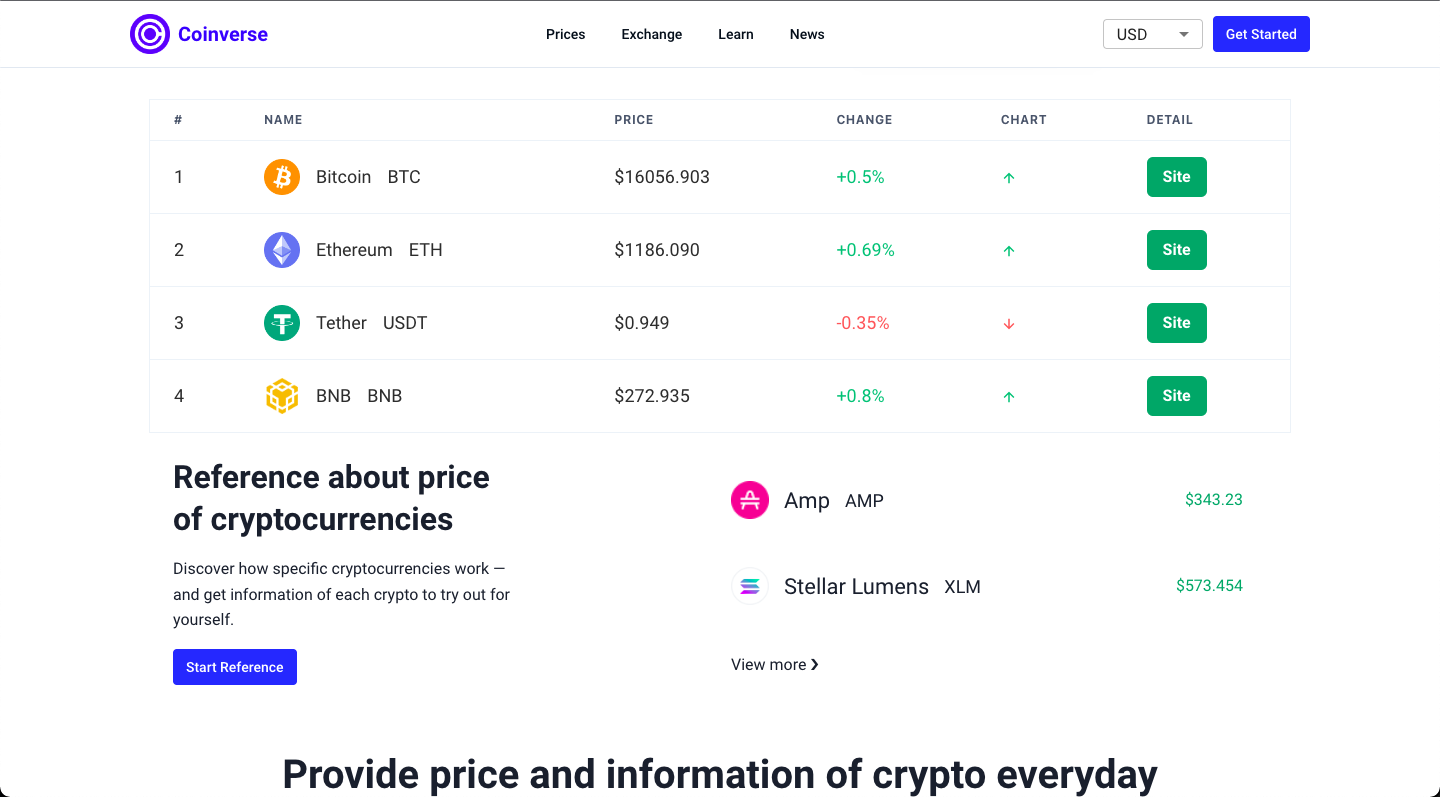 Coinverse Prices Exchange Learn News USD Get Started
# NAME PRICE CHANGE CHART DETAIL
1 Bitcoin BTC $16056.903 +0.5% ↑ Site
2 Ethereum ETH $1186.090 +0.69% ↑ Site
3 Tether USDT $0.949 -0.35% ↓ Site
4 BNB BNB $272.935 +0.8% ↑ Site
Reference about price
of cryptocurrencies
Discover how specific cryptocurrencies work —
and get information of each crypto to try out for
yourself.
Start Reference
Amp AMP $343.23
Stellar Lumens XLM $573.454
View more ❯
Provide price and information of crypto everyday